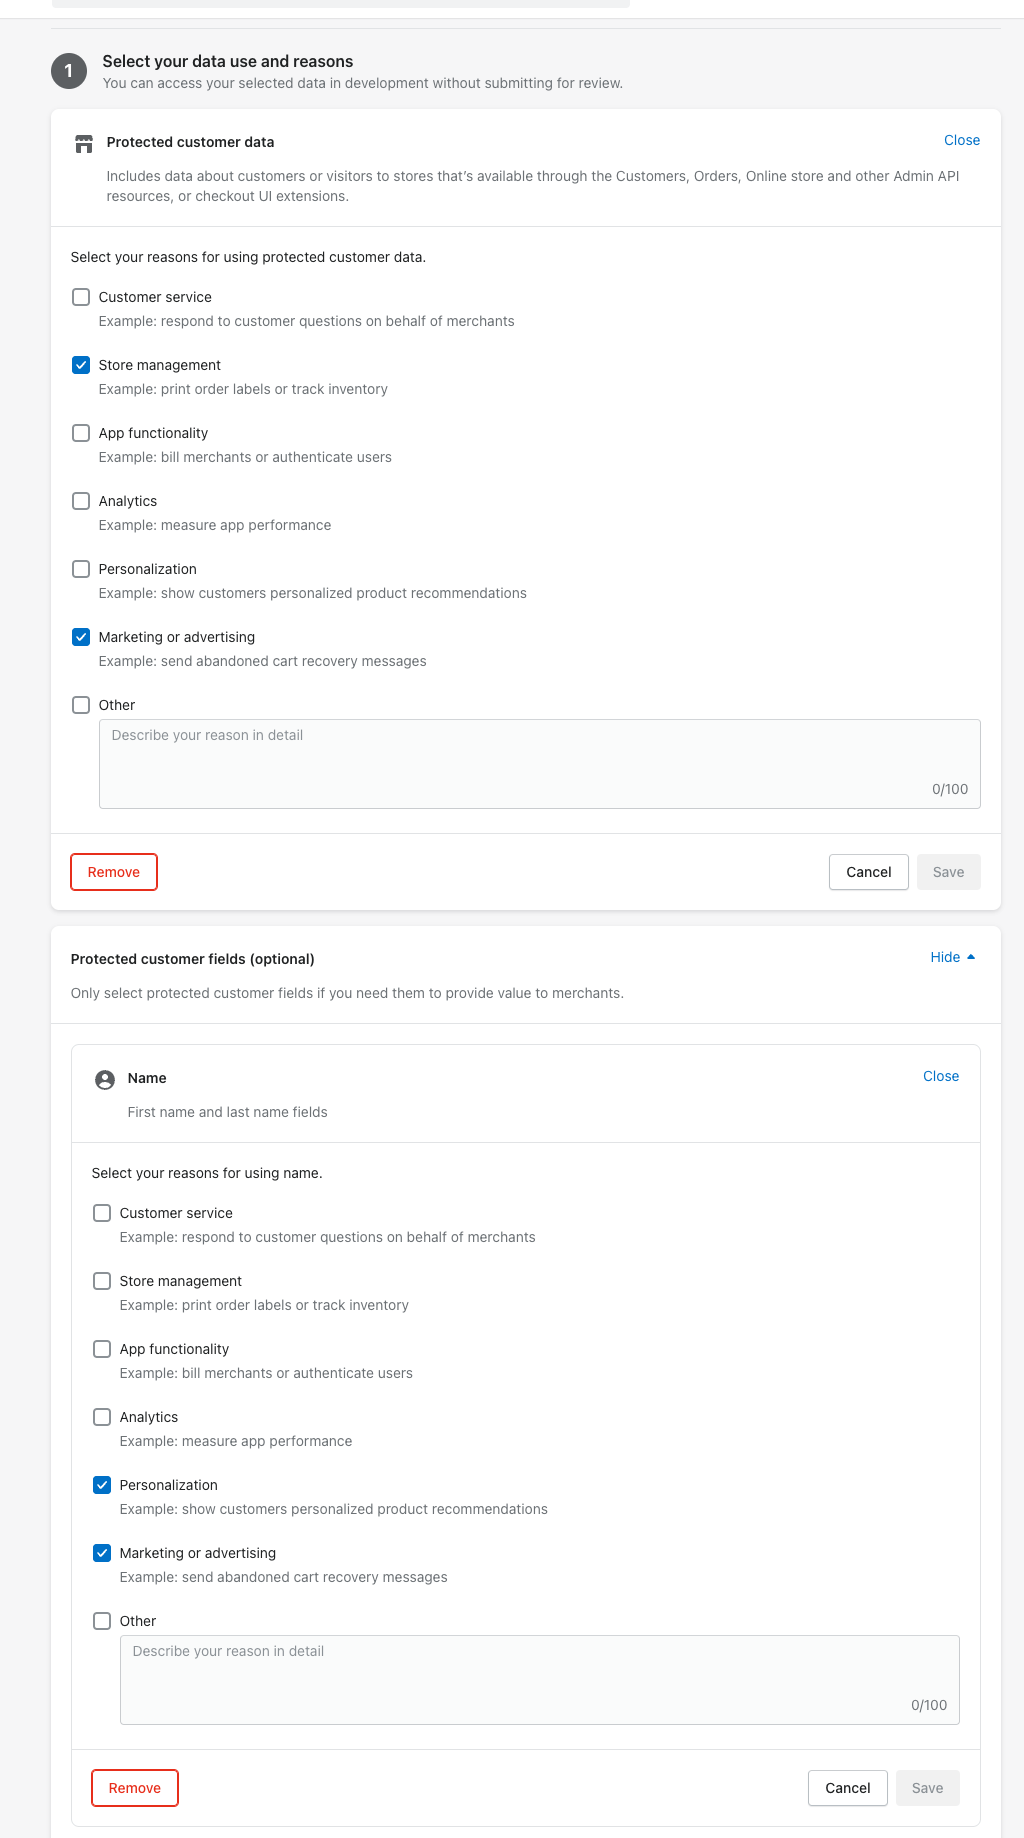 1
Select your data use and reasons
You can access your selected data in development without submitting for review.
Protected customer data
Close
Includes data about customers or visitors to stores that's available through the Customers, Orders, Online store and other Admin API
resources, or checkout UI extensions.
Select your reasons for using protected customer data.
Customer service
Example: respond to customer questions on behalf of merchants
Store management
Example: print order labels or track inventory
App functionality
Example: bill merchants or authenticate users
Analytics
Example: measure app performance
Personalization
Example: show customers personalized product recommendations
Marketing or advertising
Example: send abandoned cart recovery messages
Other
Describe your reason in detail
0/100
Remove
Cancel
Save
Protected customer fields (optional)
Hide
Only select protected customer fields if you need them to provide value to merchants.
Name
Close
First name and last name fields
Select your reasons for using name.
Customer service
Example: respond to customer questions on behalf of merchants
Store management
Example: print order labels or track inventory
App functionality
Example: bill merchants or authenticate users
Analytics
Example: measure app performance
Personalization
Example: show customers personalized product recommendations
Marketing or advertising
Example: send abandoned cart recovery messages
Other
Describe your reason in detail
0/100
Remove
Cancel
Save